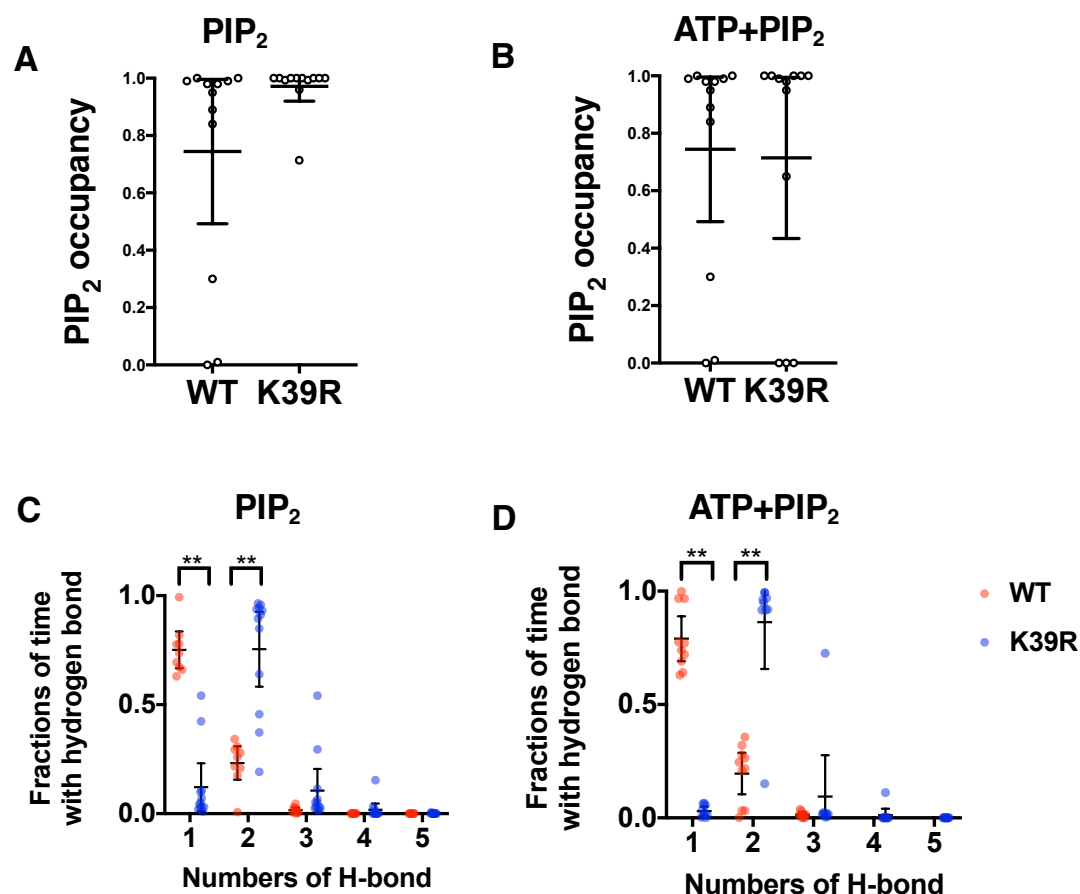 A
PIP₂
PIP₂ occupancy
1.0
0.8
0.6
0.4
0.2
0.0
WT K39R
B
ATP+PIP₂
PIP₂ occupancy
1.0
0.8
0.6
0.4
0.2
0.0
WT K39R
C
PIP₂
** **
Fractions of time
with hydrogen bond
1.0
0.5
0.0
1 2 3 4 5
Numbers of H-bond
D
ATP+PIP₂
** **
Fractions of time
with hydrogen bond
1.0
0.5
0.0
1 2 3 4 5
Numbers of H-bond
WT
K39R